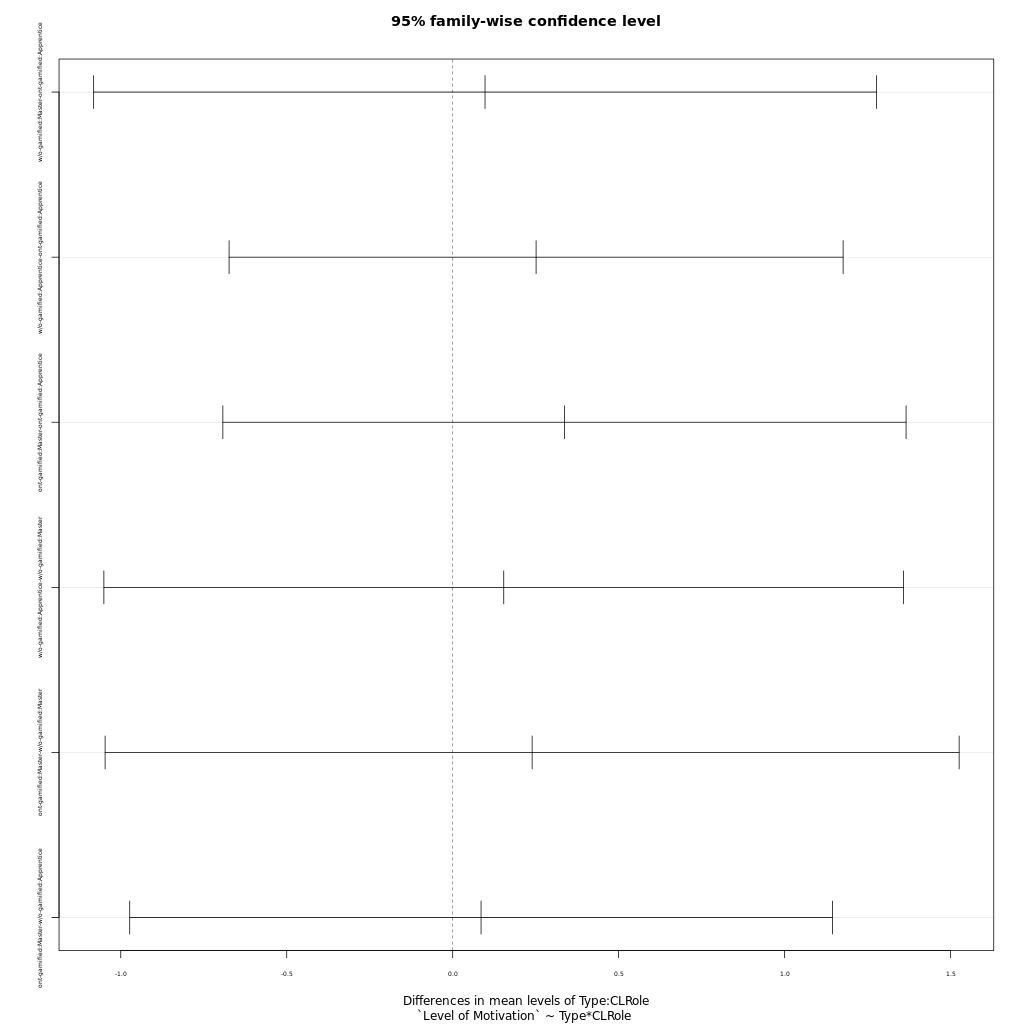 95% family-wise confidence level
w/o-gamified:Master-ont-gamified:Apprentice
w/o-gamified:Apprentice-ont-gamified:Apprentice
ont-gamified:Master-ont-gamified:Apprentice
w/o-gamified:Apprentice-w/o-gamified:Master
ont-gamified:Master-w/o-gamified:Master
ont-gamified:Master-w/o-gamified:Apprentice
-1.0 -0.5 0.0 0.5 1.0 1.5
Differences in mean levels of Type:CLRole
`Level of Motivation` ~ Type*CLRole